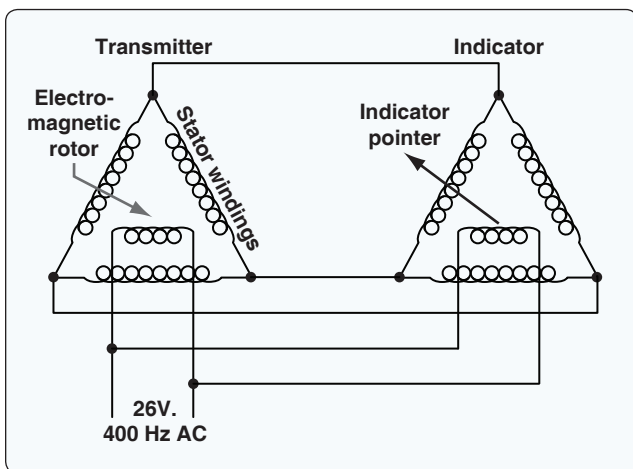 Transmitter
Indicator
Electro-
magnetic
rotor
Stator windings
Indicator
pointer
26V.
400 Hz AC